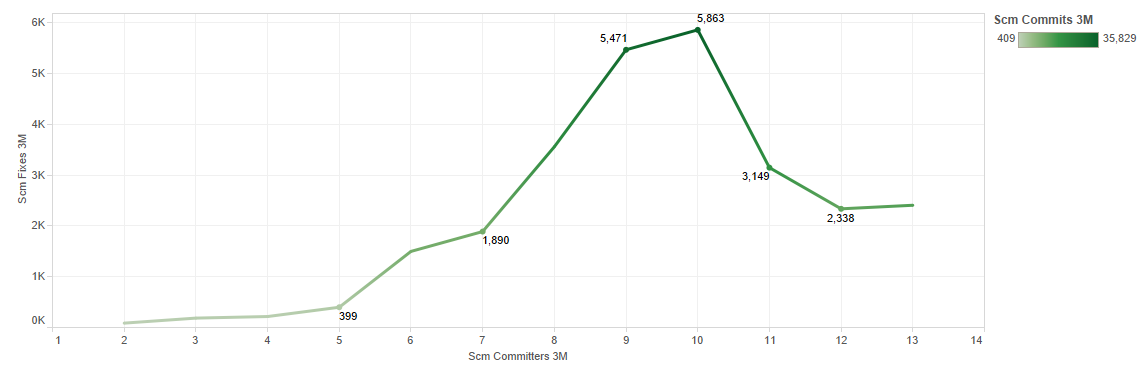 Scm Commits 3M
409 35,829
6K
5K
4K
3K
2K
1K
0K
Scm Fixes 3M
5,863
5,471
3,149
2,338
1,890
399
1 2 3 4 5 6 7 8 9 10 11 12 13 14
Scm Committers 3M